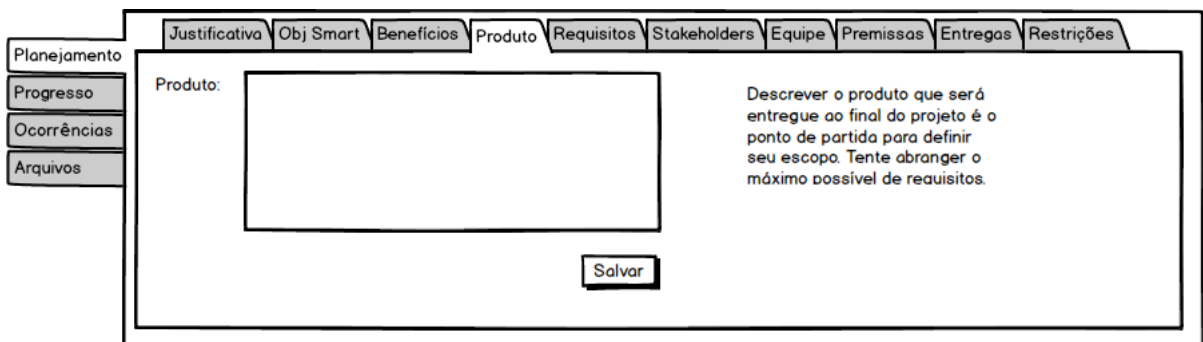 Justificativa Obj Smart Benefícios Produto Requisitos Stakeholders Equipe Premissas Entregas Restrições
Planejamento
Progresso
Ocorrências
Arquivos
Produto:
Descrever o produto que será
entregue ao final do projeto é o
ponto de partida para definir
seu escopo. Tente abranger o
máximo possível de requisitos.
Salvar